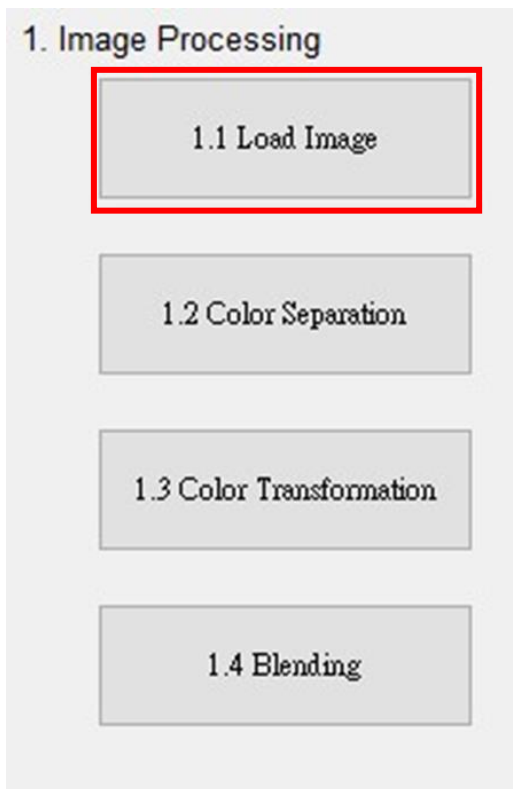 1. Image Processing
1.1 Load Image
1.2 Color Separation
1.3 Color Transformation
1.4 Blending